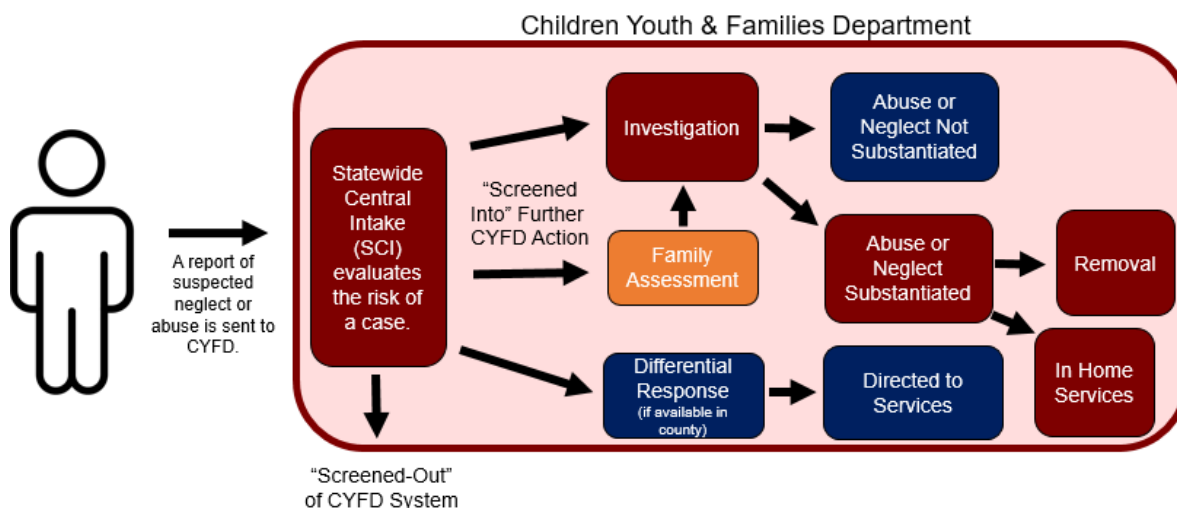 Children Youth & Families Department
A report of
suspected
neglect or
abuse is sent to
CYFD.
Statewide
Central
Intake
(SCI)
evaluates
the risk of
a case.
“Screened
Into” Further
CYFD Action
“Screened-Out”
of CYFD System
Investigation
Family
Assessment
Differential
Response
(if available in
county)
Abuse or
Neglect Not
Substantiated
Abuse or
Neglect
Substantiated
Directed to
Services
Removal
In Home
Services